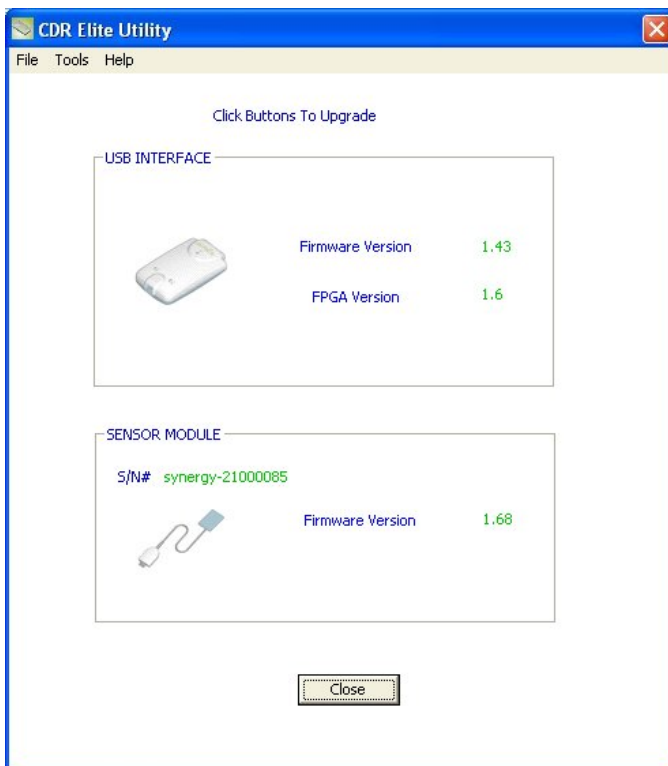 CDR Elite Utility
File Tools Help
Click Buttons To Upgrade
USB INTERFACE
Firmware Version 1.43
FPGA Version 1.6
SENSOR MODULE
S/N# synergy-21000085
Firmware Version 1.68
Close